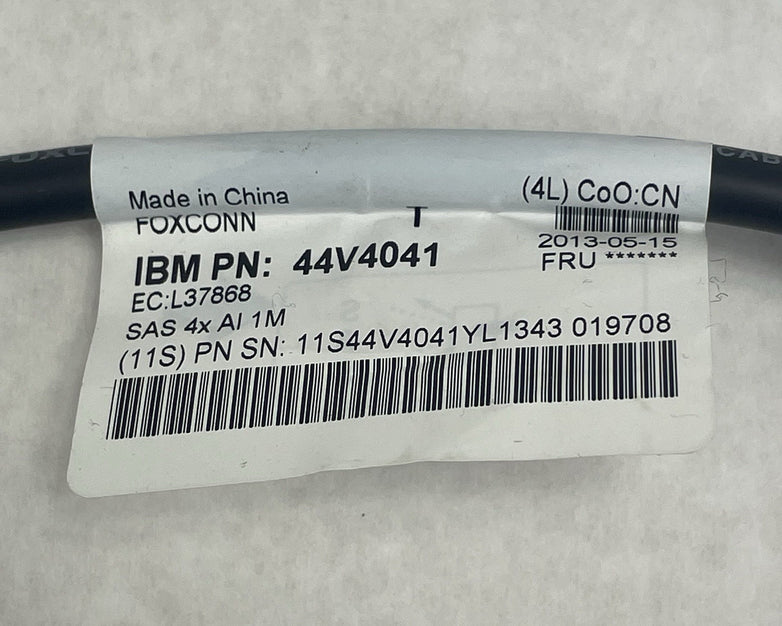 Made in China
FOXCONN
T
(4L) CoO:CN
2013-05-15
FRU *******
IBM PN: 44V4041
EC:L37868
SAS 4x AI 1M
(11S) PN SN: 11S44V4041YL1343 019708
CAB